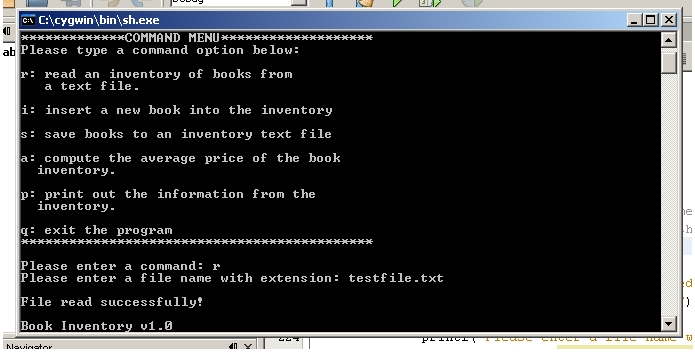 Debug
C:\cygwin\bin\sh.exe
*************COMMAND MENU*******************
Please type a command option below:
r: read an inventory of books from
a text file.
i: insert a new book into the inventory
s: save books to an inventory text file
a: compute the average price of the book
inventory.
p: print out the information from the
inventory.
q: exit the program
********************************************
Please enter a command: r
Please enter a file name with extension: testfile.txt
File read successfully!
Book Inventory v1.0
Navigator
224
printf("Please enter a file name w